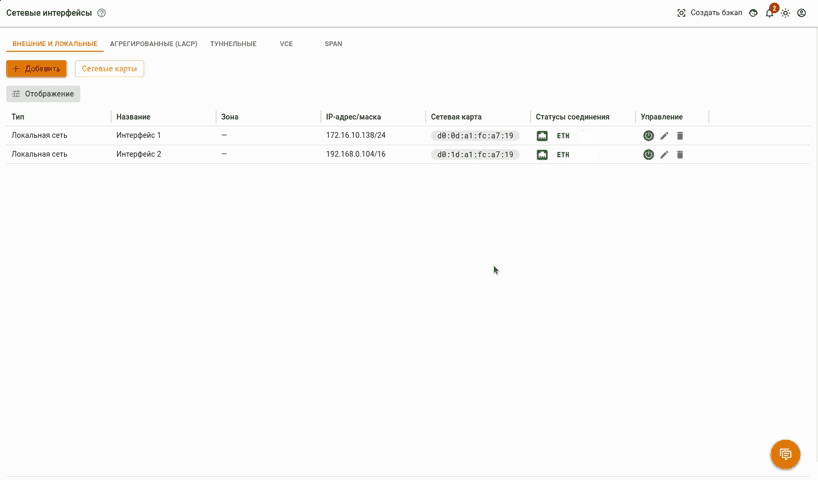 Сетевые интерфейсы
Создать бэкап
2
ВНЕШНИЕ И ЛОКАЛЬНЫЕ АГРЕГИРОВАННЫЕ (LACP) ТУННЕЛЬНЫЕ VCE SPAN
+ Добавить Сетевые карты
Отображение
Тип Название Зона IP-адрес/маска Сетевая карта Статусы соединения Управление
Локальная сеть Интерфейс 1 — 172.16.10.138/24 d0:0d:a1:fc:a7:19 ETH
Локальная сеть Интерфейс 2 — 192.168.0.104/16 d0:1d:a1:fc:a7:19 ETH